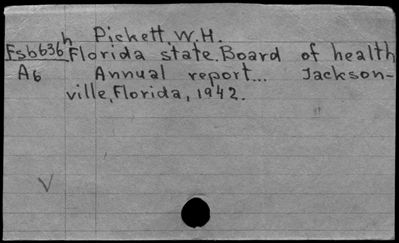 h Pickett, W.H.
Fsb636 Florida state. Board of health
A6 Annual report... Jackson-
ville, Florida, 1942.
V